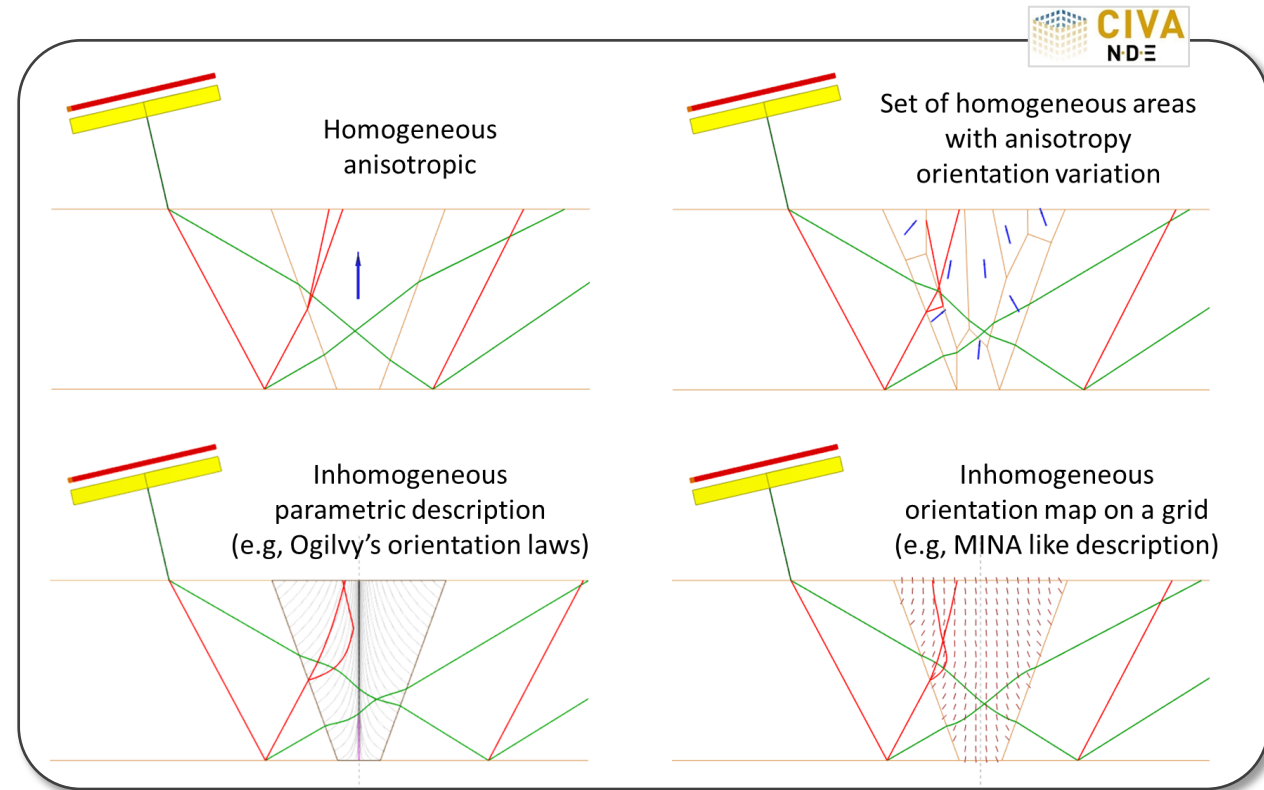 CIVA
N·D·E
Homogeneous
anisotropic
Set of homogeneous areas
with anisotropy
orientation variation
Inhomogeneous
parametric description
(e.g, Ogilvy's orientation laws)
Inhomogeneous
orientation map on a grid
(e.g, MINA like description)